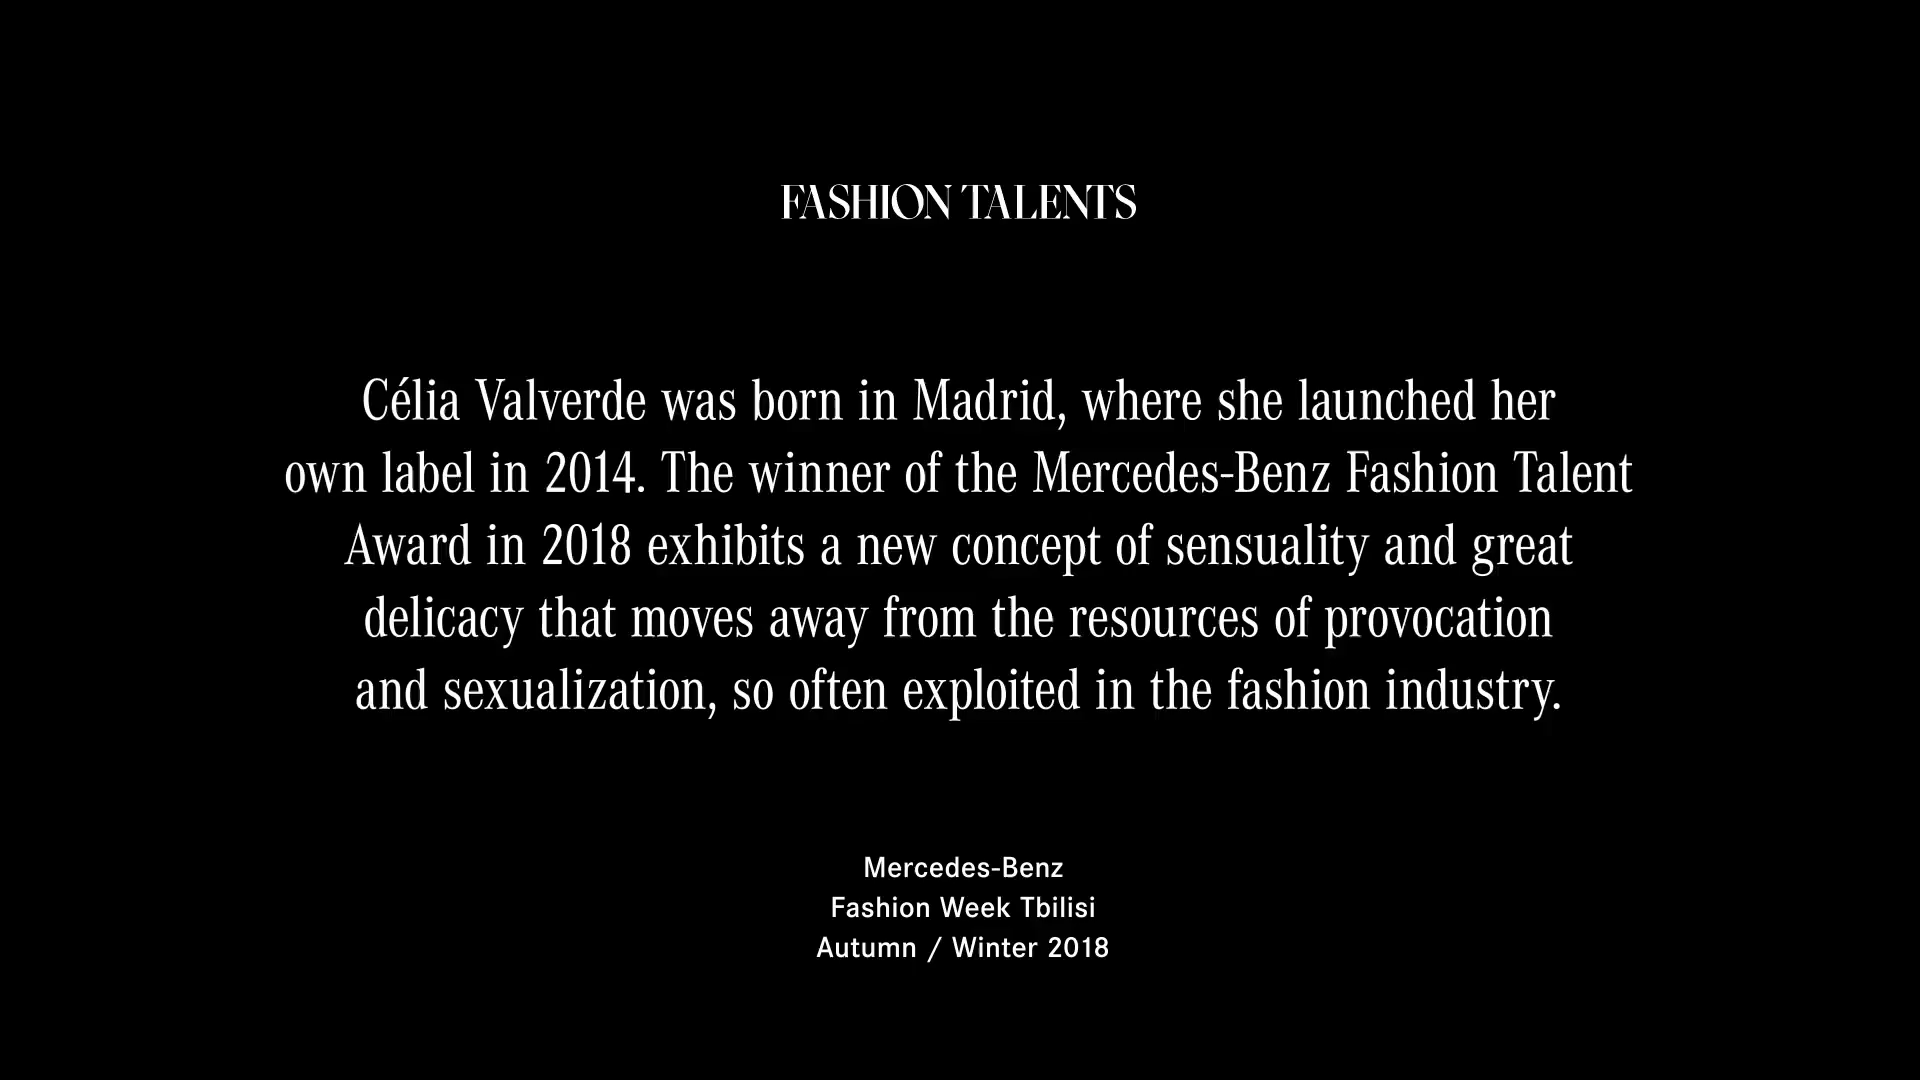 FASHION TALENTS
Célia Valverde was born in Madrid, where she launched her
own label in 2014. The winner of the Mercedes-Benz Fashion Talent
Award in 2018 exhibits a new concept of sensuality and great
delicacy that moves away from the resources of provocation
and sexualization, so often exploited in the fashion industry.
Mercedes-Benz
Fashion Week Tbilisi
Autumn / Winter 2018